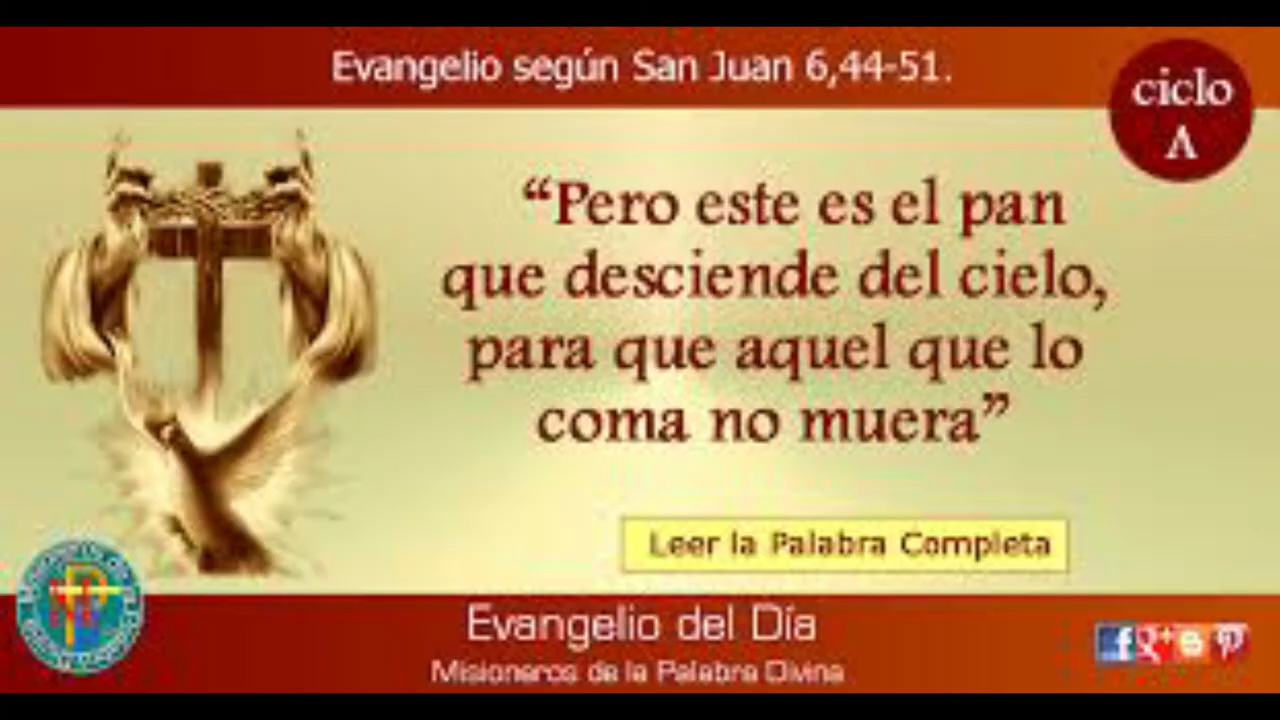 Evangelio según San Juan 6,44-51.
ciclo
A
“Pero este es el pan
que desciende del cielo,
para que aquel que lo
coma no muera”
Leer la Palabra Completa
Evangelio del Día
Misioneros de la Palabra Divina